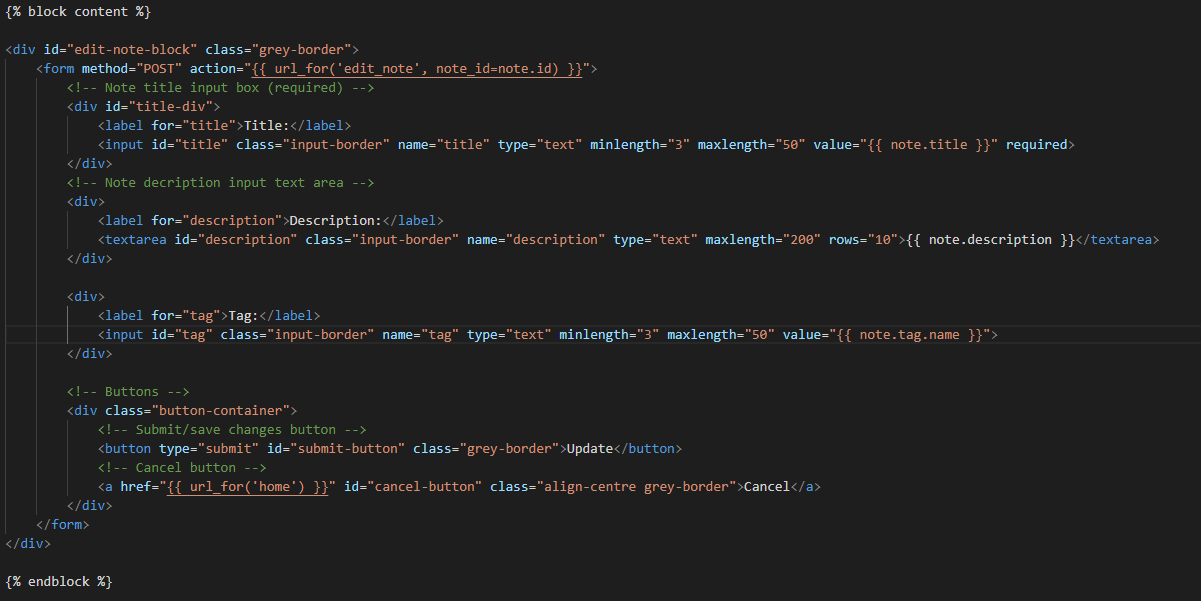 {% block content %}
<div id="edit-note-block" class="grey-border">
<form method="POST" action="{{ url_for('edit_note', note_id=note.id) }}">
<!-- Note title input box (required) -->
<div id="title-div">
<label for="title">Title:</label>
<input id="title" class="input-border" name="title" type="text" minlength="3" maxlength="50" value="{{ note.title }}" required>
</div>
<!-- Note decription input text area -->
<div>
<label for="description">Description:</label>
<textarea id="description" class="input-border" name="description" type="text" maxlength="200" rows="10">{{ note.description }}</textarea>
</div>
<div>
<label for="tag">Tag:</label>
<input id="tag" class="input-border" name="tag" type="text" minlength="3" maxlength="50" value="{{ note.tag.name }}">
</div>
<!-- Buttons -->
<div class="button-container">
<!-- Submit/save changes button -->
<button type="submit" id="submit-button" class="grey-border">Update</button>
<!-- Cancel button -->
<a href="{{ url_for('home') }}" id="cancel-button" class="align-centre grey-border">Cancel</a>
</div>
</form>
</div>
{% endblock %}